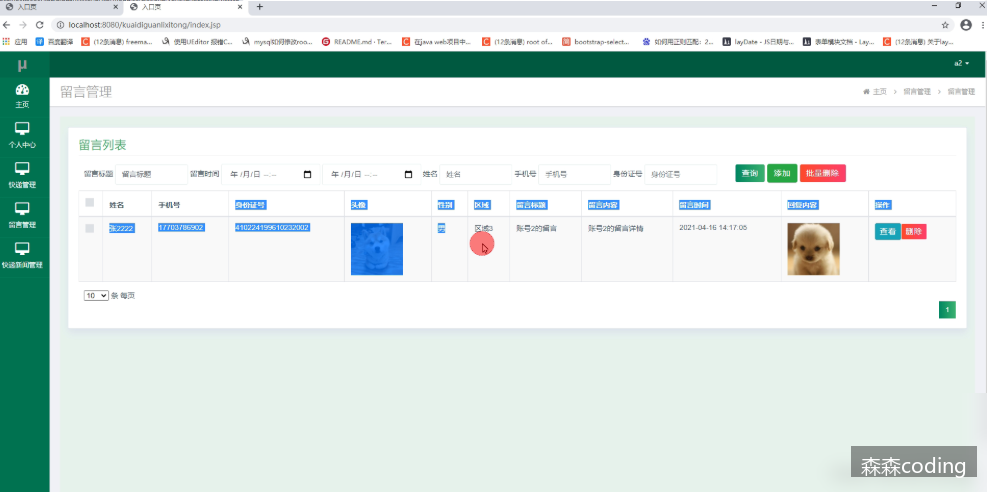 入口页
入口页
localhost:8080/kuaidiguanlixitong/index.jsp
应用 百度翻译 (12条消息) freema... 使用UEditor 报错C... mysql如何修改roo... README.md · Ter... 在java web项目中... (12条消息) root of... bootstrap-select... 如何用正则匹配: 2... layDate - JS日期与... 表单模块文档 - Lay... (12条消息) 关于lay...
μ
a2
主页
个人中心
快递管理
留言管理
快递新闻管理
留言管理
主页 > 留言管理 > 留言管理
留言列表
留言标题 留言标题 留言时间 年 /月/日 --:-- 年 /月/日 --:-- 姓名 姓名 手机号 手机号 身份证号 身份证号 查询 添加 批量删除
姓名 手机号 身份证号 头像 性别 区域 留言标题 留言内容 留言时间 回复内容 操作
张2222 17703786902 410224199610232002 男 区域3 账号2的留言 账号2的留言详情 2021-04-16 14:17:05 查看 删除
10 条 每页
1
森森coding